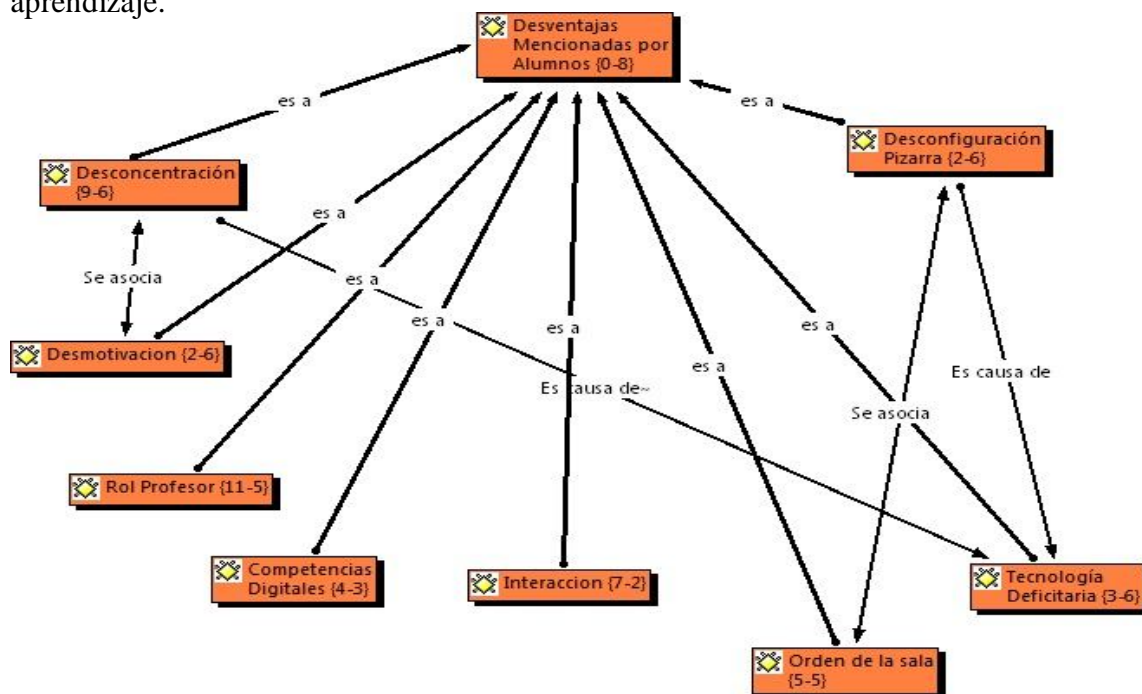 aprendizaje.
Desventajas
Mencionadas por
Alumnos {0-8}
es a
es a
Desconfiguración
Pizarra {2-6}
Desconcentración
{9-6}
es a
Se asocia
es a
es a
es a
es a
Desmotivacion {2-6}
es a
Es causa de
Es causa de~
Se asocia
Rol Profesor {11-5}
Competencias
Digitales {4-3}
Interaccion {7-2}
Tecnología
Deficitaria {3-6}
Orden de la sala
{5-5}